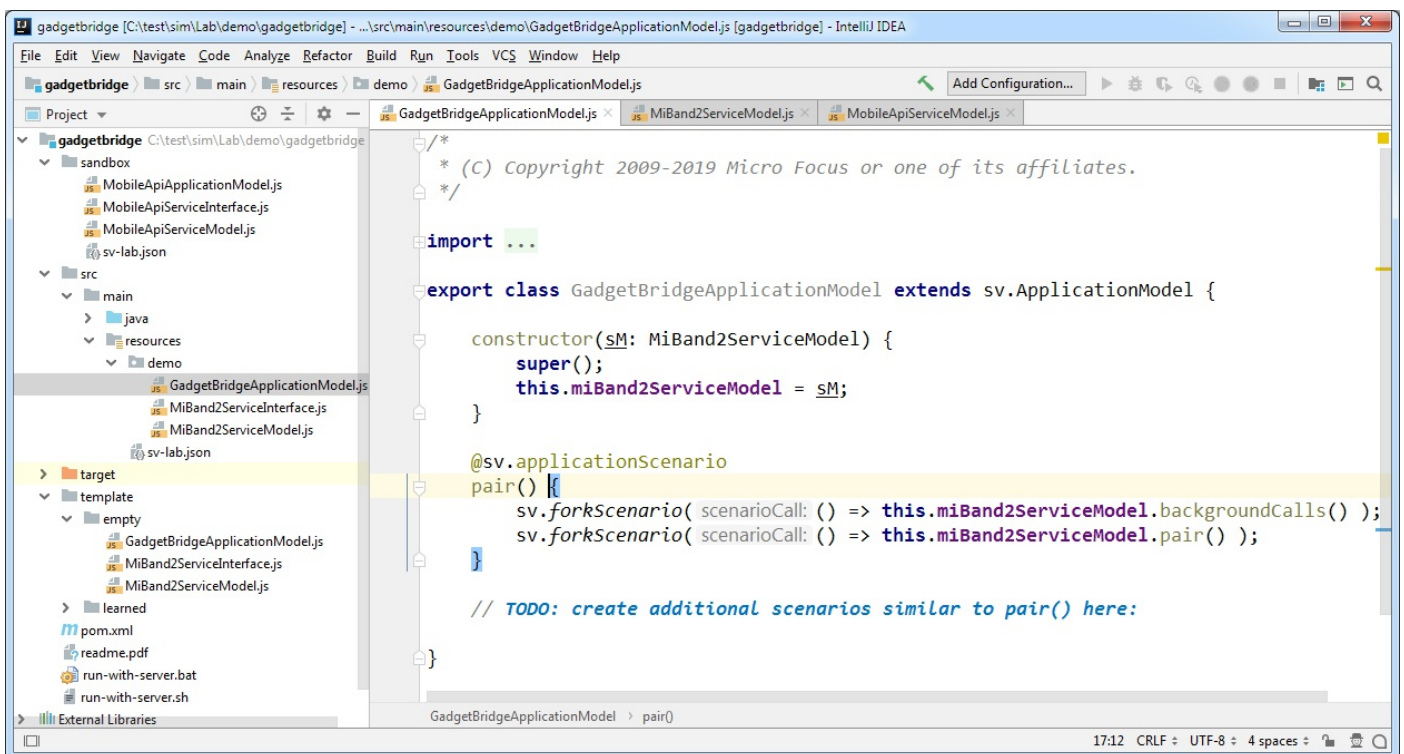 gadgetbridge [C:\test\sim\Lab\demo\gadgetbridge] - ...\src\main\resources\demo\GadgetBridgeApplicationModel.js [gadgetbridge] - IntelliJ IDEA
File Edit View Navigate Code Analyze Refactor Build Run Tools VCS Window Help
gadgetbridge src main resources demo GadgetBridgeApplicationModel.js Add Configuration...
Project
GadgetBridgeApplicationModel.js MiBand2ServiceModel.js MobileApiServiceModel.js
gadgetbridge C:\test\sim\Lab\demo\gadgetbridge
sandbox
MobileApiApplicationModel.js
MobileApiServiceInterface.js
MobileApiServiceModel.js
sv-lab.json
src
main
java
resources
demo
GadgetBridgeApplicationModel.js
MiBand2ServiceInterface.js
MiBand2ServiceModel.js
sv-lab.json
target
template
empty
GadgetBridgeApplicationModel.js
MiBand2ServiceInterface.js
MiBand2ServiceModel.js
learned
pom.xml
readme.pdf
run-with-server.bat
run-with-server.sh
External Libraries
/*
* (C) Copyright 2009-2019 Micro Focus or one of its affiliates.
*/
import ...
export class GadgetBridgeApplicationModel extends sv.ApplicationModel {
constructor(sM: MiBand2ServiceModel) {
super();
this.miBand2ServiceModel = sM;
}
@sv.applicationScenario
pair() {
sv.forkScenario( scenarioCall: () => this.miBand2ServiceModel.backgroundCalls() );
sv.forkScenario( scenarioCall: () => this.miBand2ServiceModel.pair() );
}
// TODO: create additional scenarios similar to pair() here:
}
GadgetBridgeApplicationModel > pair()
17:12 CRLF UTF-8 4 spaces